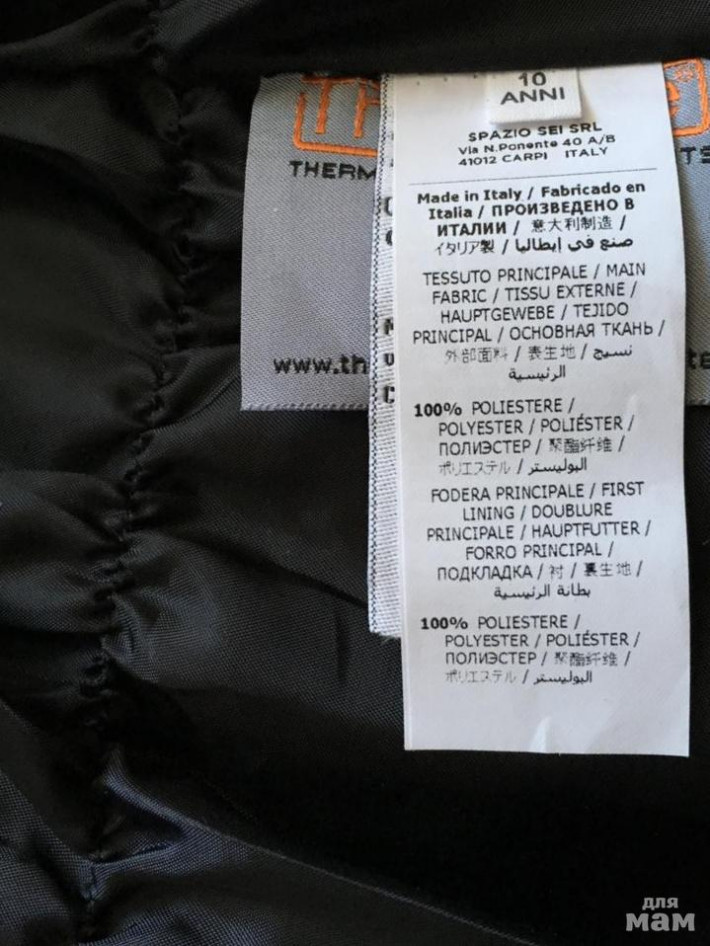 10
ANNI
SPAZIO SEI SRL
Via N.Ponente 40 A/B
41012 CARPI ITALY
THERM
Made in Italy / Fabricado en
Italia / ПРОИЗВЕДЕНО В
ИТАЛИИ / 意大利制造 /
イタリア製 / صنع في إيطاليا
TESSUTO PRINCIPALE / MAIN
FABRIC / TISSU EXTERNE /
HAUPTGEWEBE / TEJIDO
PRINCIPAL / ОСНОВНАЯ ТКАНЬ /
外部面料 / 表生地 / نسيج
الرئيسية
www.th
100% POLIESTERE /
POLYESTER / POLIÉSTER /
ПОЛИЭСТЕР / 聚酯纤维 /
ポリエステル / البوليستر
FODERA PRINCIPALE / FIRST
LINING / DOUBLURE
PRINCIPALE / HAUPTFUTTER /
FORRO PRINCIPAL /
ПОДКЛАДКА / 衬 / 裏生地 /
بطانة الرئيسية
100% POLIESTERE /
POLYESTER / POLIÉSTER /
ПОЛИЭСТЕР / 聚酯纤维 /
ポリエステル / البوليستر
для
мам